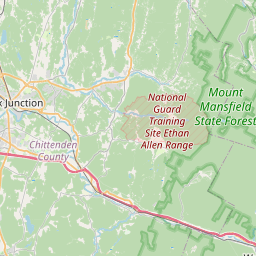 National
Guard
Training
Site Ethan
Allen Range
Mount
Mansfield
State Forest
x Junction
Chittenden
County
W